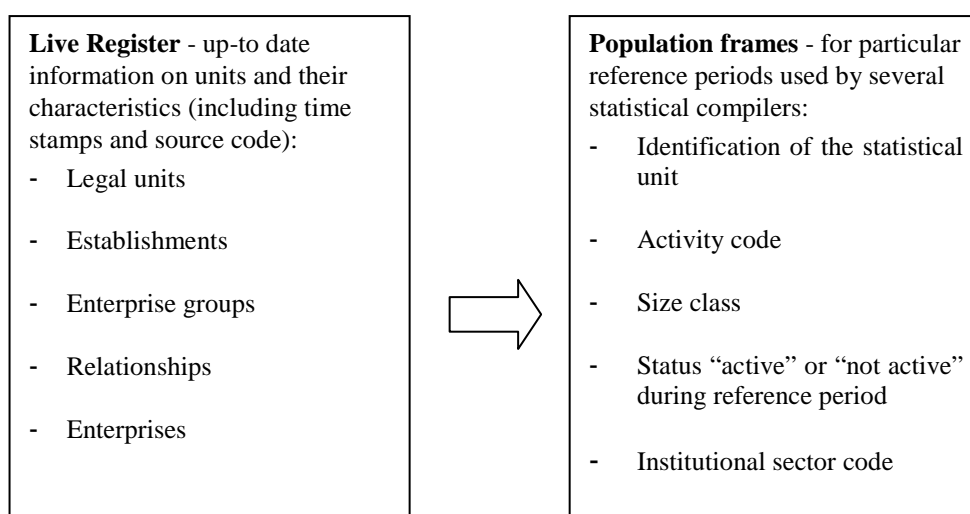 Live Register - up-to date
information on units and their
characteristics (including time
stamps and source code):
- Legal units
- Establishments
- Enterprise groups
- Relationships
- Enterprises
Population frames - for particular
reference periods used by several
statistical compilers:
- Identification of the statistical
unit
- Activity code
- Size class
- Status “active” or “not active”
during reference period
- Institutional sector code